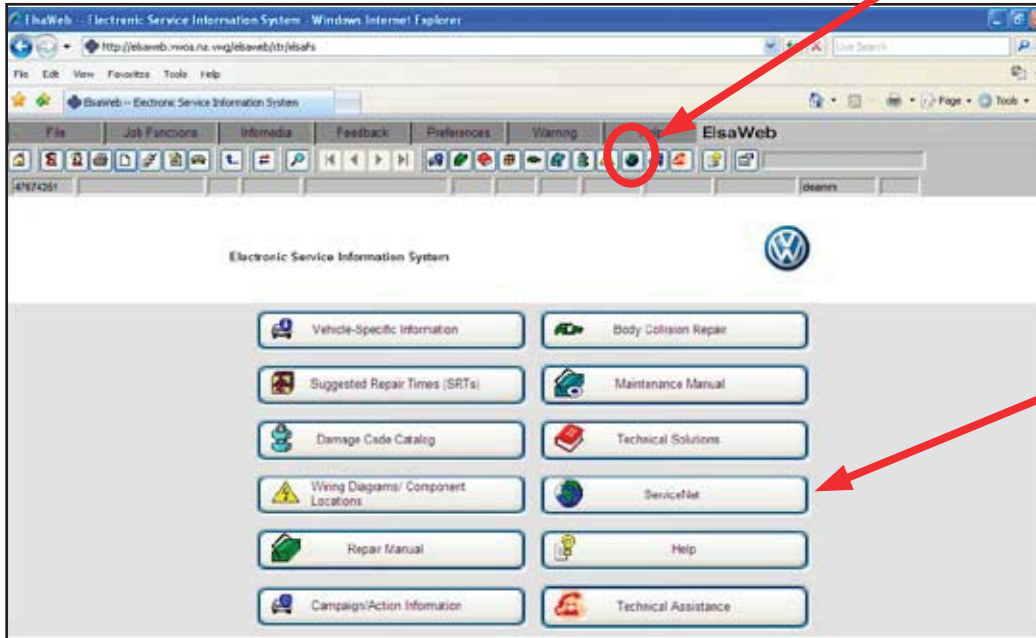 ElsaWeb - Electronic Service Information System - Windows Internet Explorer
http://elsaweb.vwoa.na.vwg/elsaweb/ctr/elsaFs
Live Search
File Edit View Favorites Tools Help
ElsaWeb -- Electronic Service Information System
Page Tools
File Job Functions Infomedia Feedback Preferences Warning Help ElsaWeb
47674351
Electronic Service Information System
Vehicle-Specific Information
Body Collision Repair
Suggested Repair Times (SRTs)
Maintenance Manual
Damage Code Catalog
Technical Solutions
Wiring Diagrams/ Component
Locations
ServiceNet
Repair Manual
Help
Campaign/Action Information
Technical Assistance